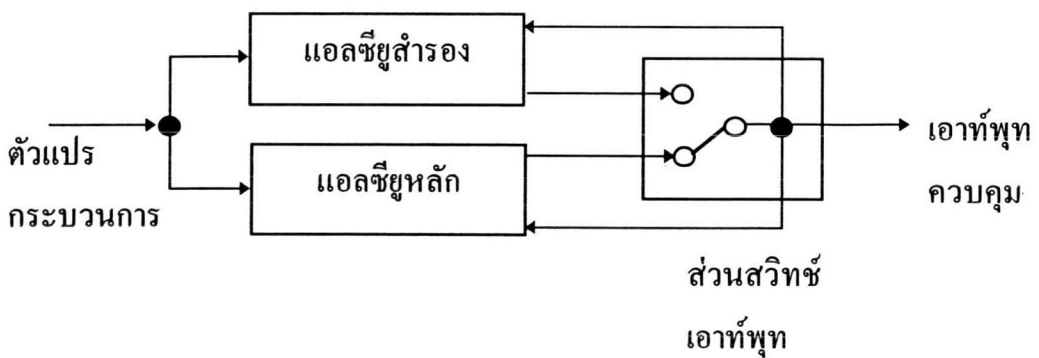 แอลซียูสำรอง
ตัวแปร
กระบวนการ
แอลซียูหลัก
เอาท์พุท
ควบคุม
ส่วนสวิทช์
เอาท์พุท